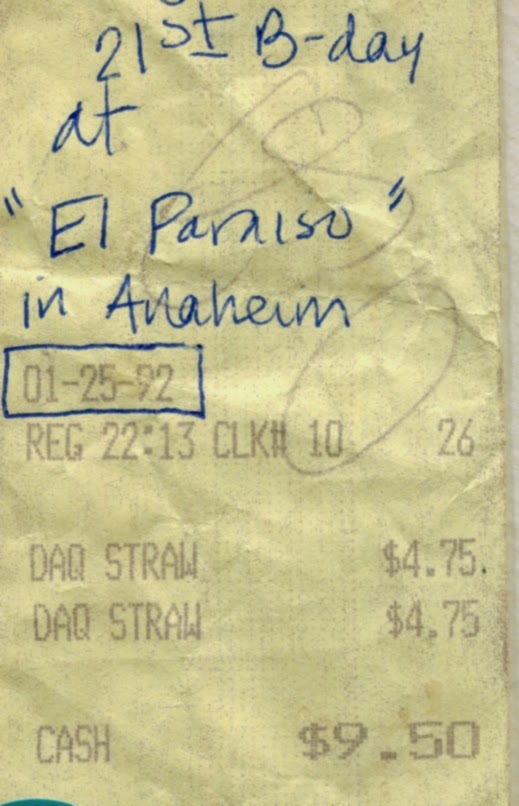 21st B-day
at
"El Paraiso"
in Anaheim
01-25-92
REG 22:13 CLK# 10 26
DAQ STRAW $4.75
DAQ STRAW $4.75
CASH $9.50